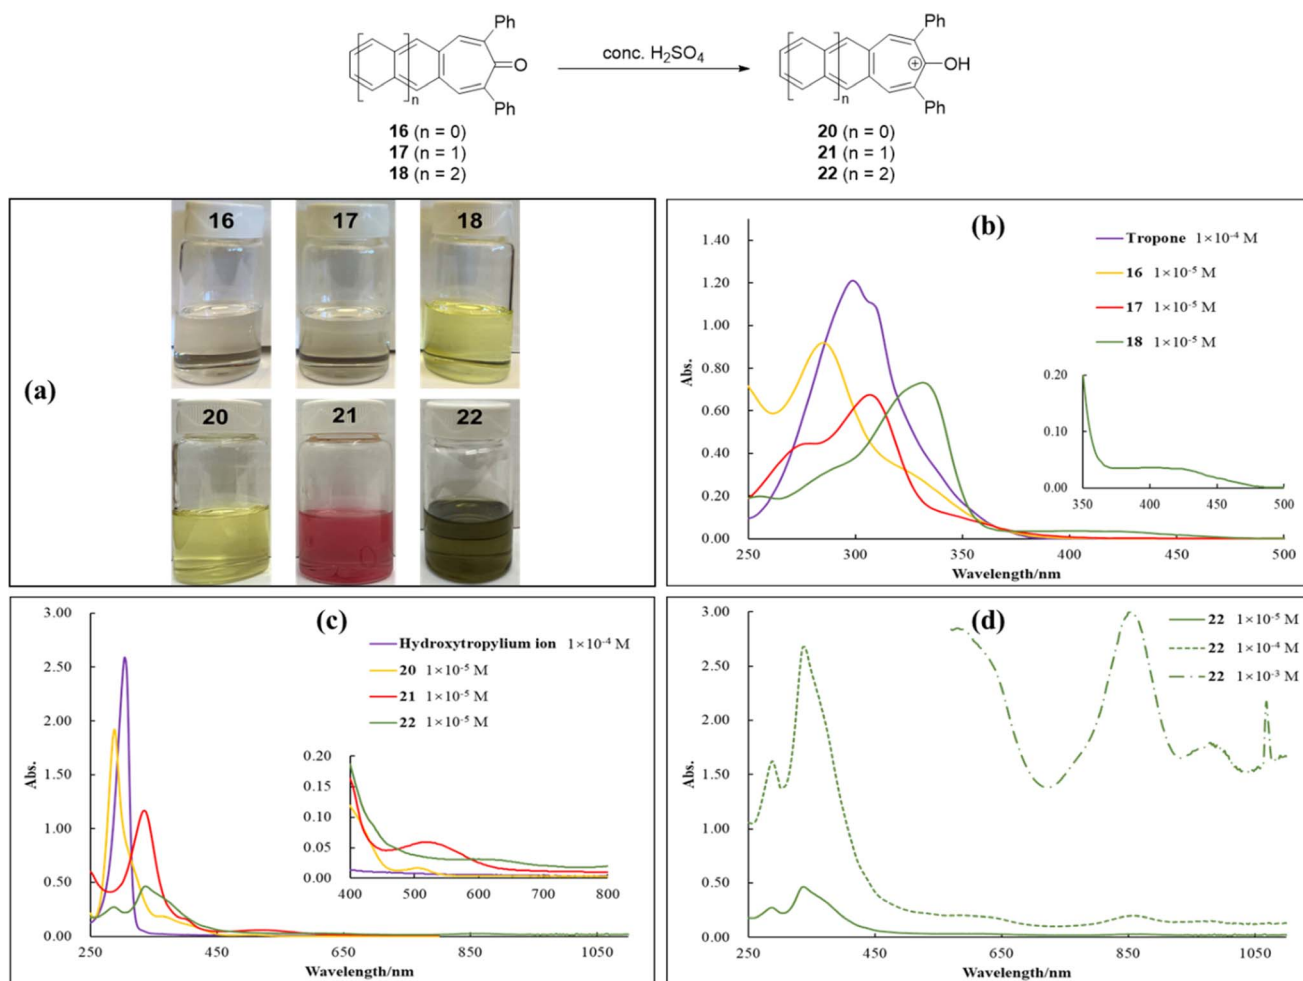 Ph
O
Ph
n
16 (n = 0)
17 (n = 1)
18 (n = 2)
conc. H₂SO₄
Ph
OH
Ph
n
20 (n = 0)
21 (n = 1)
22 (n = 2)
(a)
16 17 18
20 21 22
(b)
Tropone 1×10⁻⁴ M
16 1×10⁻⁵ M
17 1×10⁻⁵ M
18 1×10⁻⁵ M
Abs.
1.40
1.20
1.00
0.80
0.60
0.40
0.20
0.00
250 300 350 400 450 500
Wavelength/nm
0.20
0.10
0.00
350 400 450 500
(c)
Hydroxytropylium ion 1×10⁻⁴ M
20 1×10⁻⁵ M
21 1×10⁻⁵ M
22 1×10⁻⁵ M
Abs.
3.00
2.50
2.00
1.50
1.00
0.50
0.00
250 450 650 850 1050
Wavelength/nm
0.20
0.15
0.10
0.05
0.00
400 500 600 700 800
(d)
22 1×10⁻⁵ M
22 1×10⁻⁴ M
22 1×10⁻³ M
Abs.
3.00
2.50
2.00
1.50
1.00
0.50
0.00
250 450 650 850 1050
Wavelength/nm